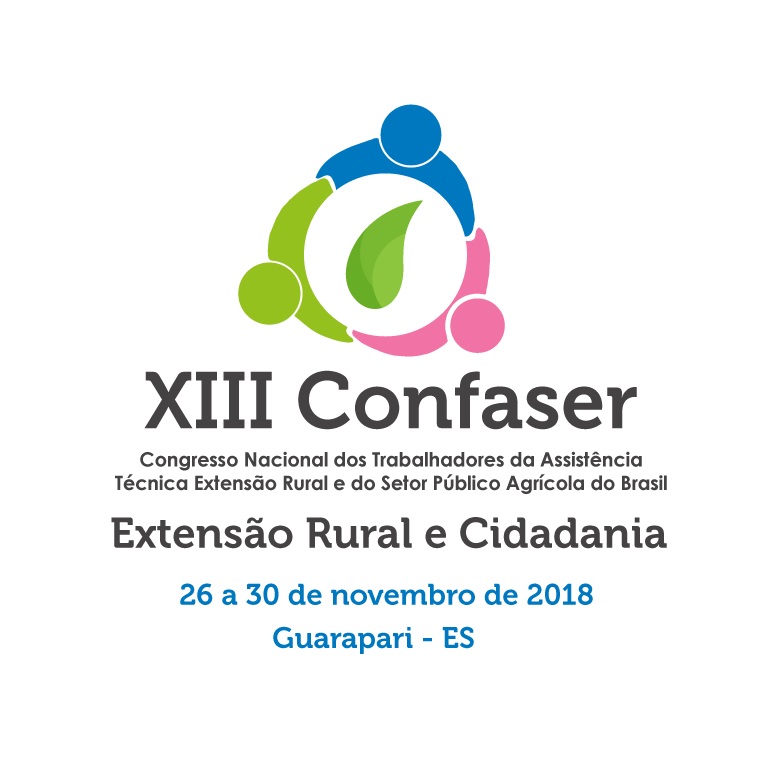 XIII Confaser
Congresso Nacional dos Trabalhadores da Assistência
Técnica Extensão Rural e do Setor Público Agrícola do Brasil
Extensão Rural e Cidadania
26 a 30 de novembro de 2018
Guarapari - ES